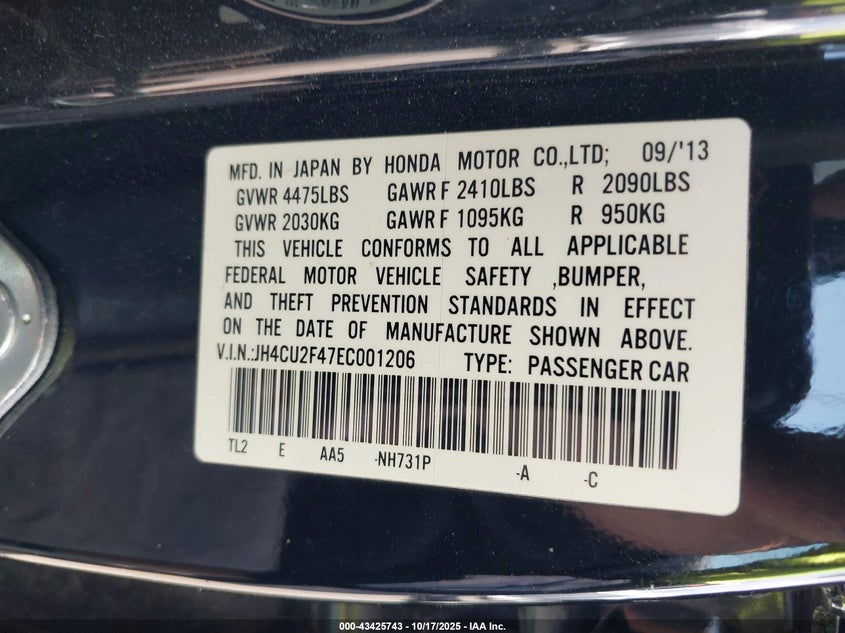 MFD. IN JAPAN BY HONDA MOTOR CO.,LTD; 09/'13
GVWR 4475LBS GAWR F 2410LBS R 2090LBS
GVWR 2030KG GAWR F 1095KG R 950KG
THIS VEHICLE CONFORMS TO ALL APPLICABLE
FEDERAL MOTOR VEHICLE SAFETY ,BUMPER,
AND THEFT PREVENTION STANDARDS IN EFFECT
ON THE DATE OF MANUFACTURE SHOWN ABOVE.
V.I.N.:JH4CU2F47EC001206 TYPE: PASSENGER CAR
TL2 E AA5 -NH731P -A -C
000-43425743 - 10/17/2025 - IAA Inc.